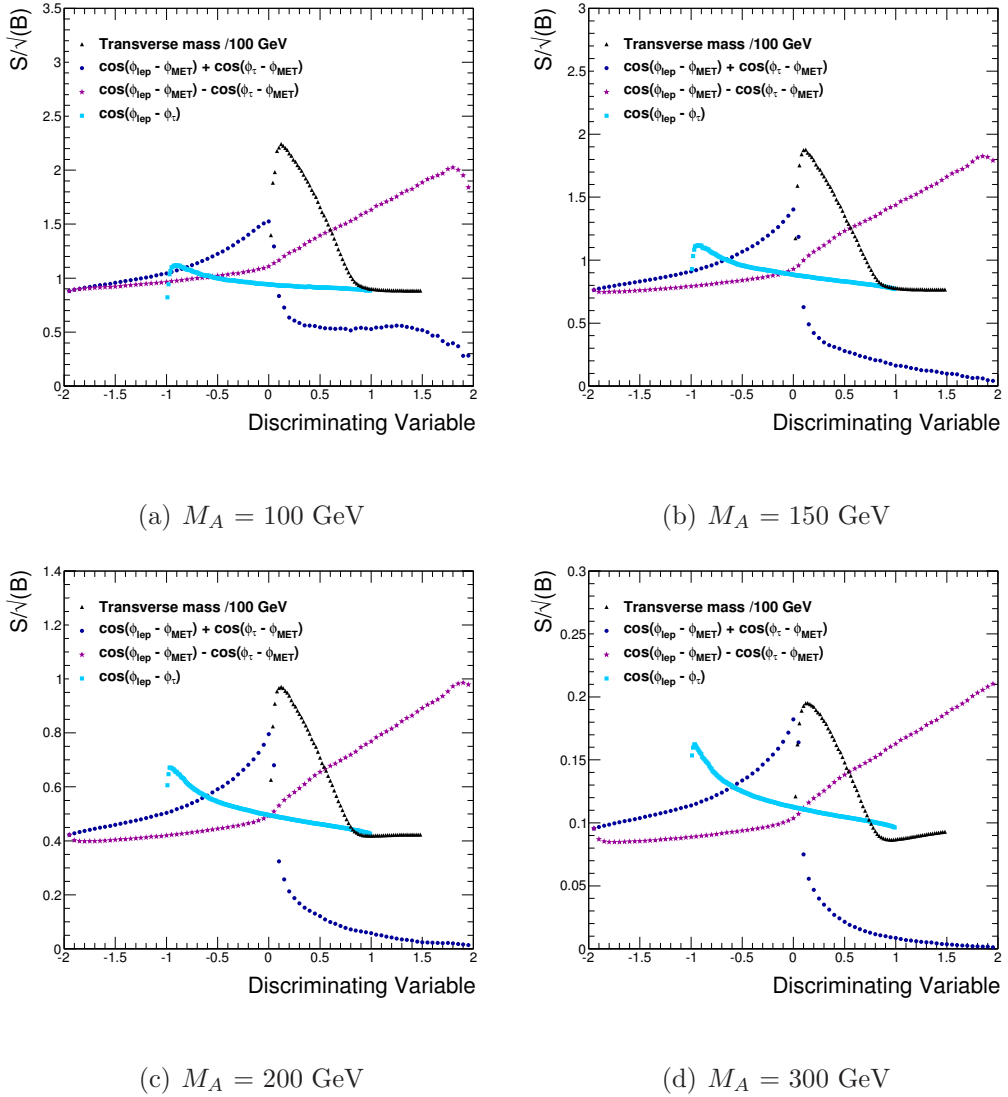 S/√(B)
3.5
3
2.5
2
1.5
1
0.5
0
Transverse mass /100 GeV
cos(ϕlep - ϕMET) + cos(ϕτ - ϕMET)
cos(ϕlep - ϕMET) - cos(ϕτ - ϕMET)
cos(ϕlep - ϕτ)
-2 -1.5 -1 -0.5 0 0.5 1 1.5 2
Discriminating Variable
(a) MA = 100 GeV
S/√(B)
3
2.5
2
1.5
1
0.5
0
Transverse mass /100 GeV
cos(ϕlep - ϕMET) + cos(ϕτ - ϕMET)
cos(ϕlep - ϕMET) - cos(ϕτ - ϕMET)
cos(ϕlep - ϕτ)
-2 -1.5 -1 -0.5 0 0.5 1 1.5 2
Discriminating Variable
(b) MA = 150 GeV
S/√(B)
1.4
1.2
1
0.8
0.6
0.4
0.2
0
Transverse mass /100 GeV
cos(ϕlep - ϕMET) + cos(ϕτ - ϕMET)
cos(ϕlep - ϕMET) - cos(ϕτ - ϕMET)
cos(ϕlep - ϕτ)
-2 -1.5 -1 -0.5 0 0.5 1 1.5 2
Discriminating Variable
(c) MA = 200 GeV
S/√(B)
0.3
0.25
0.2
0.15
0.1
0.05
0
Transverse mass /100 GeV
cos(ϕlep - ϕMET) + cos(ϕτ - ϕMET)
cos(ϕlep - ϕMET) - cos(ϕτ - ϕMET)
cos(ϕlep - ϕτ)
-2 -1.5 -1 -0.5 0 0.5 1 1.5 2
Discriminating Variable
(d) MA = 300 GeV